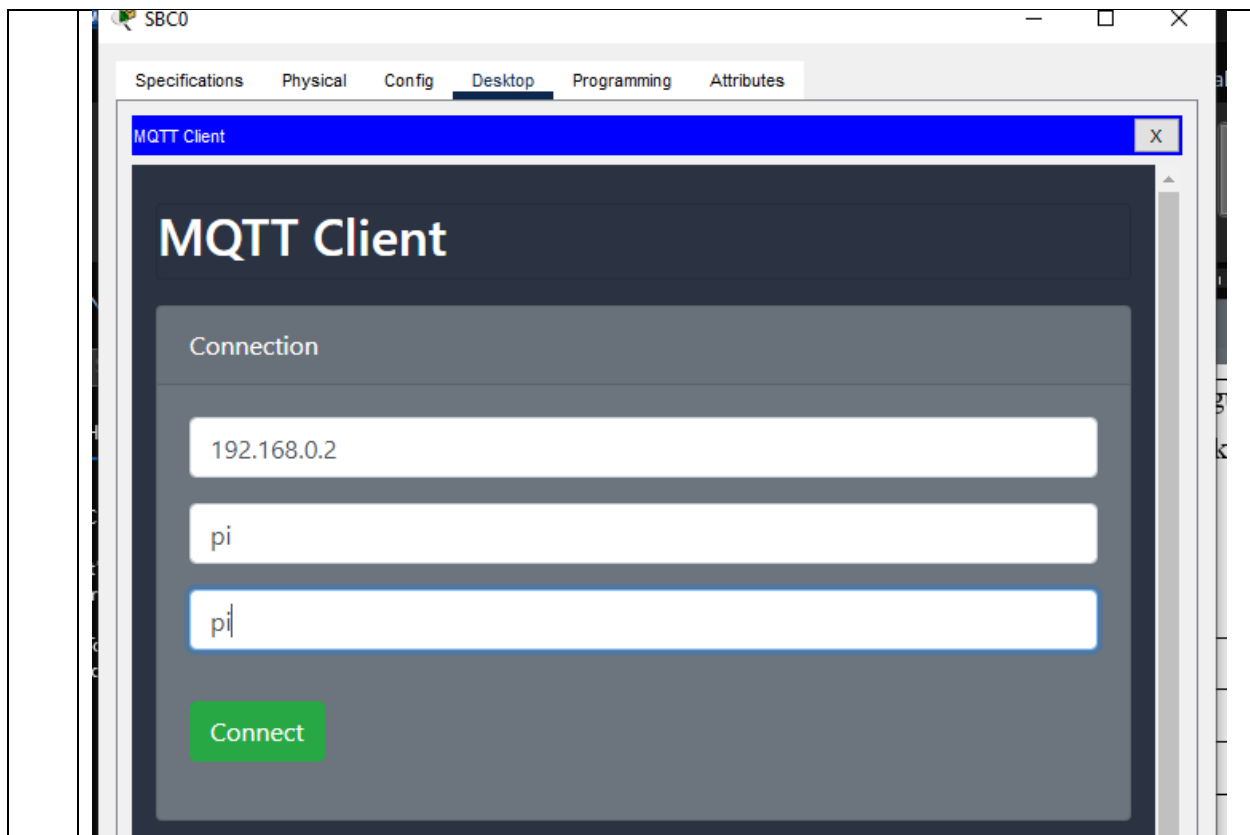 SBC0
Specifications Physical Config Desktop Programming Attributes
MQTT Client X
MQTT Client
Connection
192.168.0.2
pi
pi
Connect